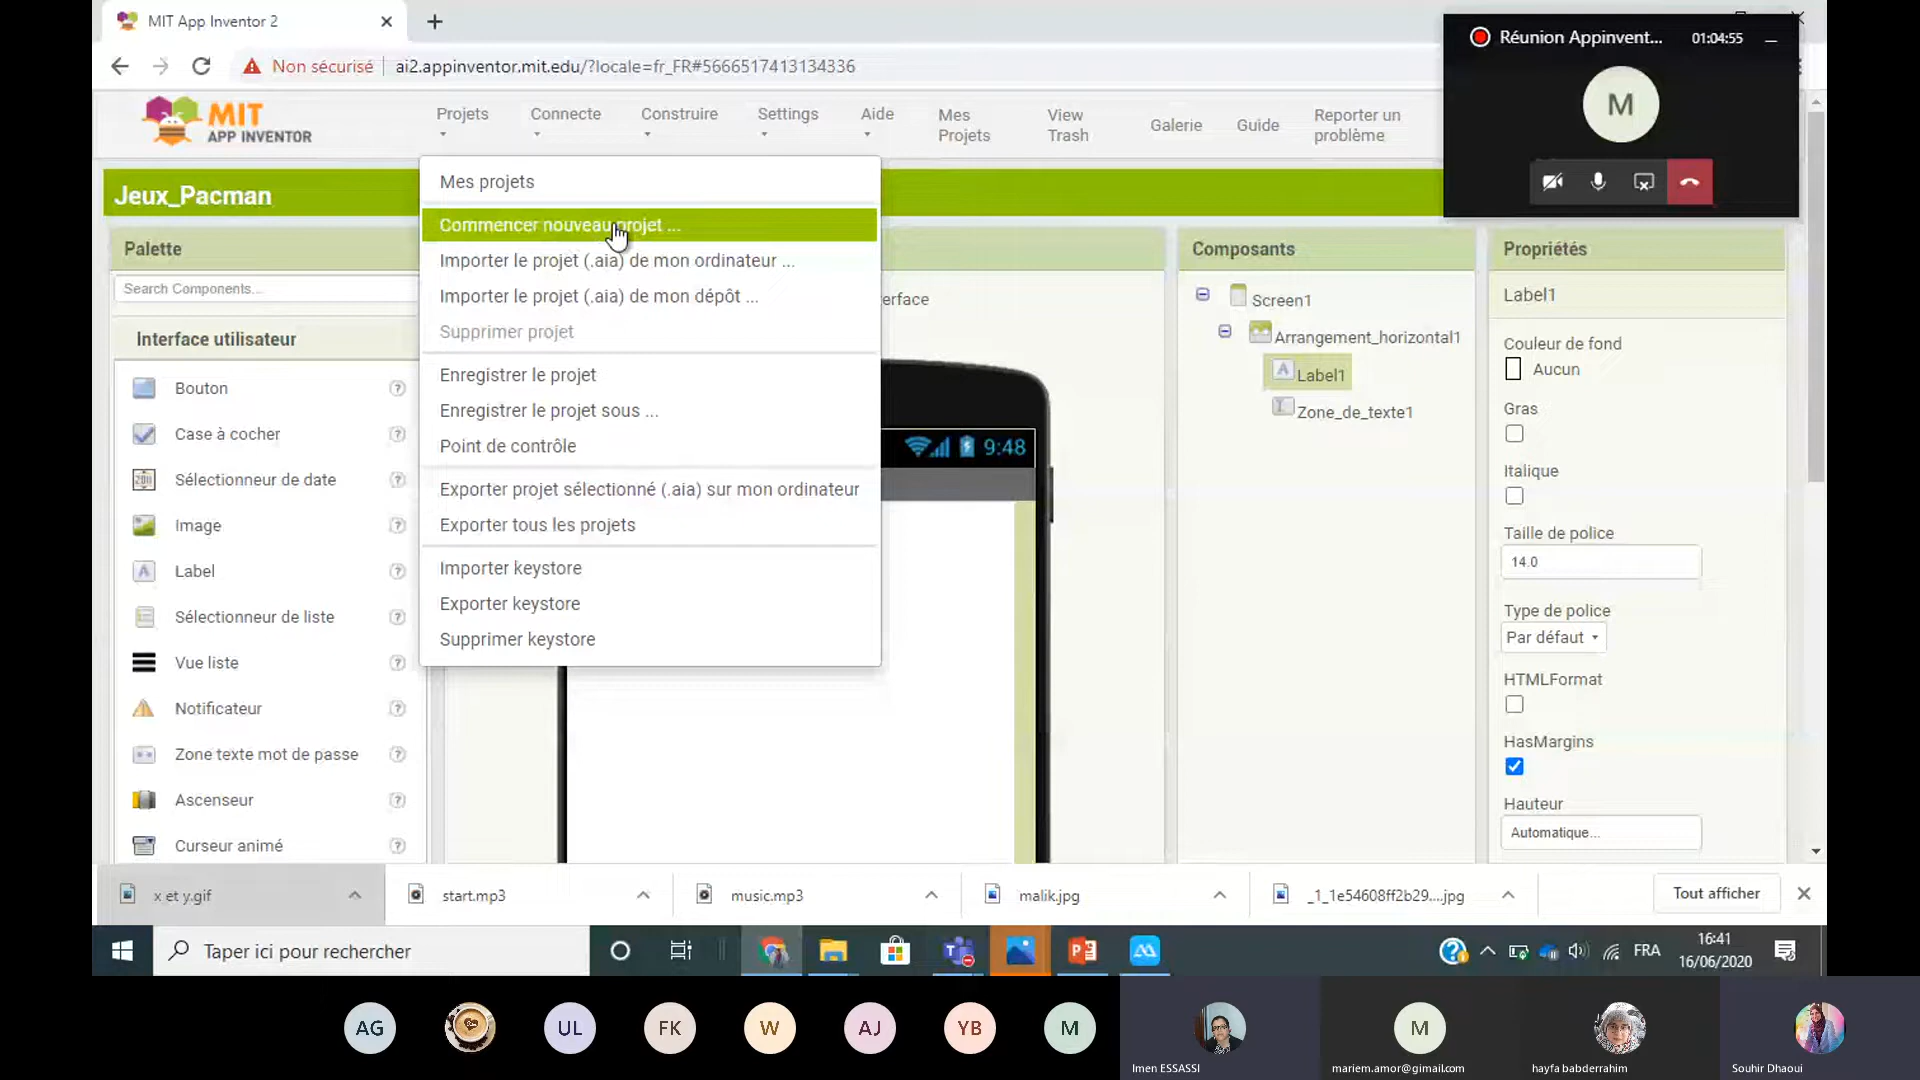 MIT App Inventor 2
Non sécurisé
ai2.appinventor.mit.edu/?locale=fr_FR#5666517413134336
Réunion Appinvent...
01:04:55
M
MIT
APP INVENTOR
Projets
Connecte
Construire
Settings
Aide
Mes
Projets
View
Trash
Galerie
Guide
Reporter un
problème
Jeux_Pacman
Mes projets
Commencer nouveau projet ...
Importer le projet (.aia) de mon ordinateur ...
Importer le projet (.aia) de mon dépôt ...
Supprimer projet
Enregistrer le projet
Enregistrer le projet sous ...
Point de contrôle
Exporter projet sélectionné (.aia) sur mon ordinateur
Exporter tous les projets
Importer keystore
Exporter keystore
Supprimer keystore
Palette
Search Components...
Interface utilisateur
Bouton
Case à cocher
Sélectionneur de date
Image
Label
Sélectionneur de liste
Vue liste
Notificateur
Zone texte mot de passe
Ascenseur
Curseur animé
erface
9:48
Composants
Screen1
Arrangement_horizontal1
Label1
Zone_de_texte1
Propriétés
Label1
Couleur de fond
Aucun
Gras
Italique
Taille de police
14.0
Type de police
Par défaut
HTMLFormat
HasMargins
Hauteur
Automatique...
x et y.gif
start.mp3
music.mp3
malik.jpg
_1_1e54608ff2b29....jpg
Tout afficher
Taper ici pour rechercher
FRA
16:41
16/06/2020
AG
UL
FK
W
AJ
YB
M
M
Imen ESSASSI
mariem.amor@gimail.com
hayfa babderrahim
Souhir Dhaoui